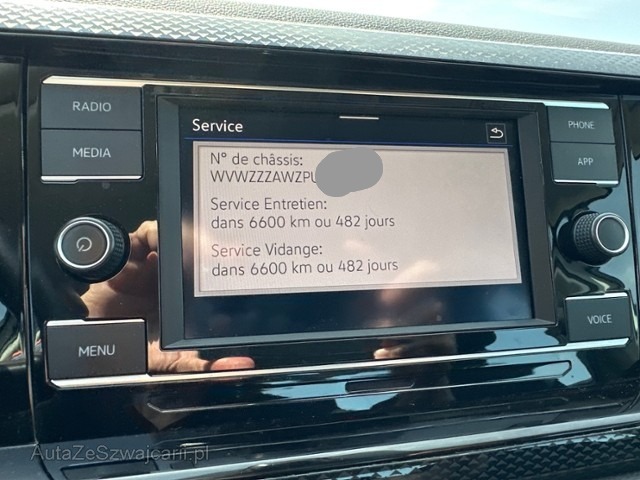 RADIO
MEDIA
MENU
Service
N° de châssis:
WVWZZZAWZPU
Service Entretien:
dans 6600 km ou 482 jours
Service Vidange:
dans 6600 km ou 482 jours
PHONE
APP
VOICE
AutaZeSzwajcarii.pl